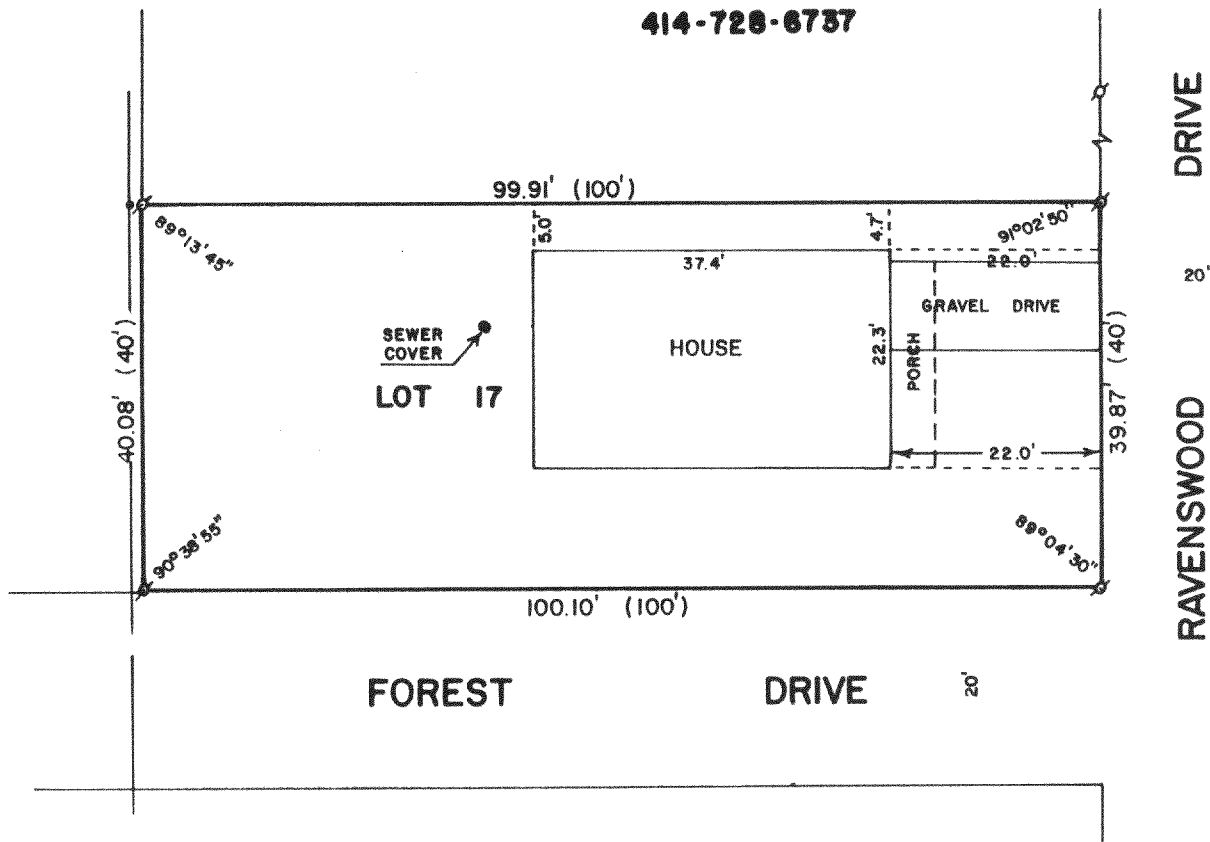 414-728-6737
DRIVE
99.91' (100')
89°13'45"
5.0'
4.7'
91°02'50"
37.4'
22.0'
20'
GRAVEL DRIVE
SEWER
COVER
HOUSE
22.3'
PORCH
40.08' (40')
39.87' (40')
LOT 17
22.0'
90°38'55"
89°04'30"
100.10' (100')
RAVENSWOOD
FOREST DRIVE
20'